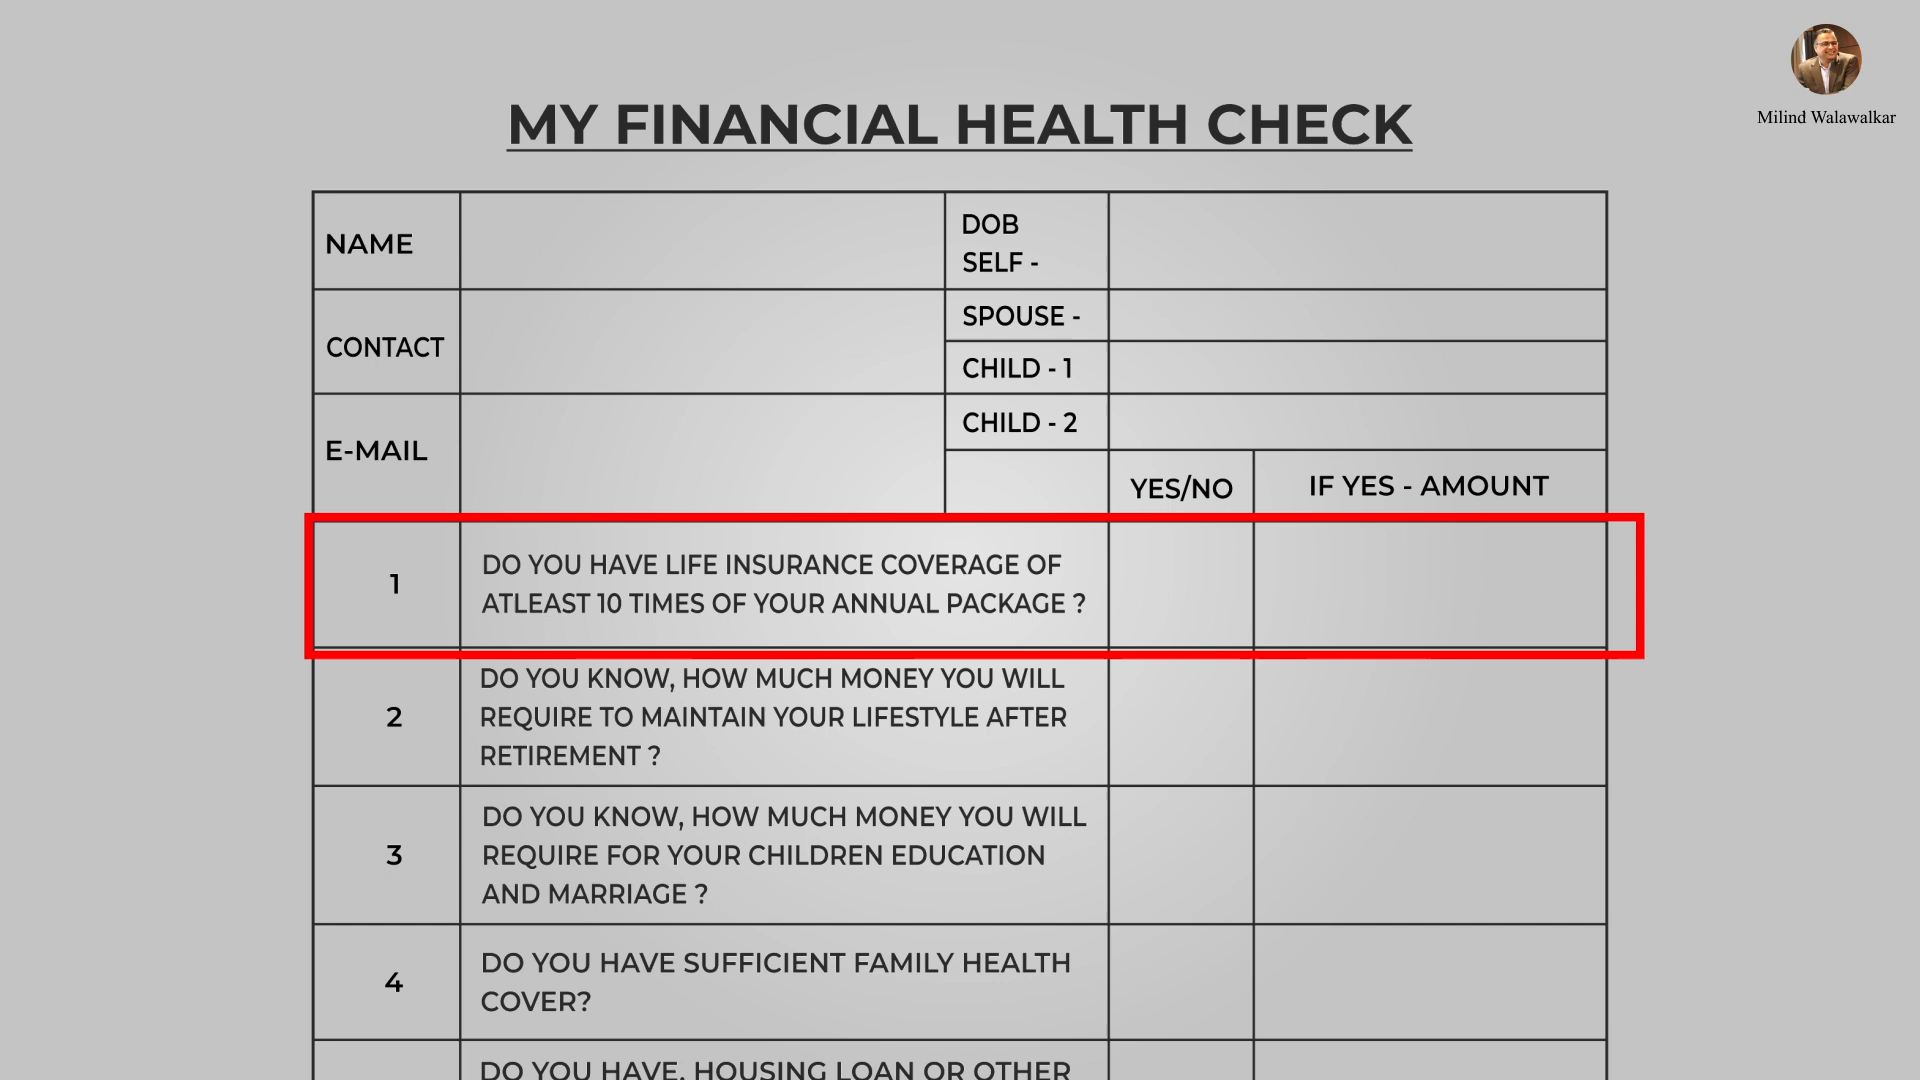 Milind Walawalkar
MY FINANCIAL HEALTH CHECK
NAME
DOB
SELF -
CONTACT
SPOUSE -
CHILD - 1
E-MAIL
CHILD - 2
YES/NO
IF YES - AMOUNT
1
DO YOU HAVE LIFE INSURANCE COVERAGE OF
ATLEAST 10 TIMES OF YOUR ANNUAL PACKAGE ?
2
DO YOU KNOW, HOW MUCH MONEY YOU WILL
REQUIRE TO MAINTAIN YOUR LIFESTYLE AFTER
RETIREMENT ?
3
DO YOU KNOW, HOW MUCH MONEY YOU WILL
REQUIRE FOR YOUR CHILDREN EDUCATION
AND MARRIAGE ?
4
DO YOU HAVE SUFFICIENT FAMILY HEALTH
COVER?
DO YOU HAVE, HOUSING LOAN OR OTHER